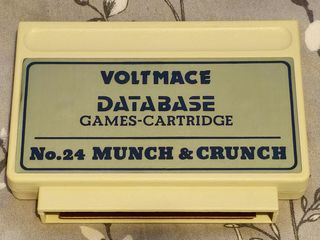 VOLTMACE
DATABASE
GAMES-CARTRIDGE
No.24 MUNCH & CRUNCH